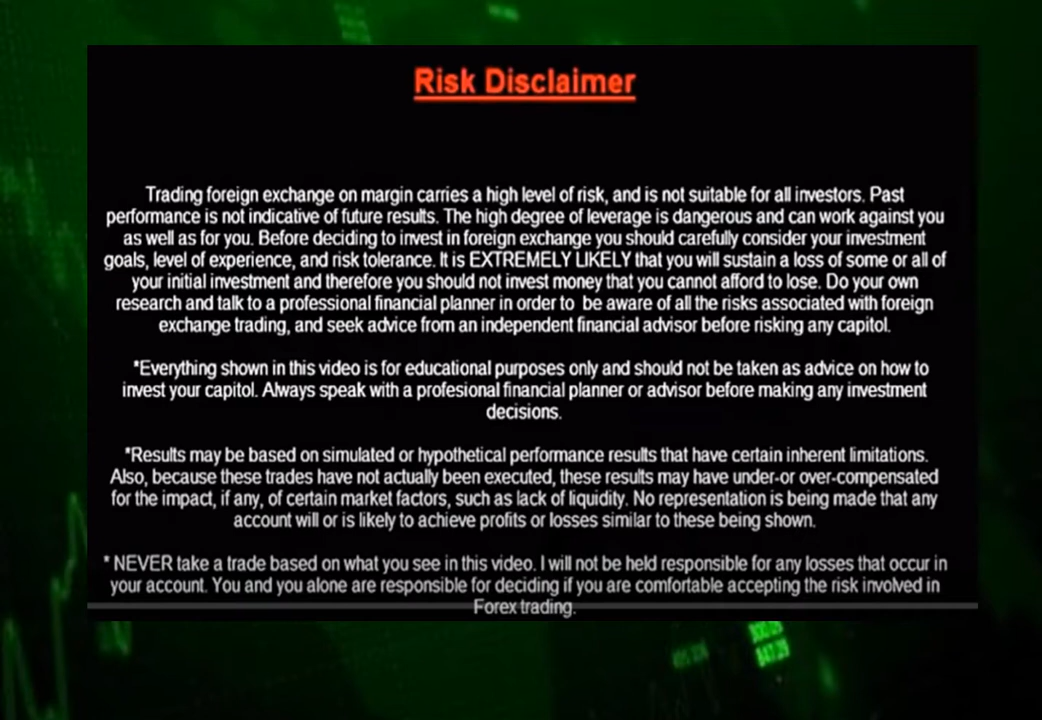 Risk Disclaimer
Trading foreign exchange on margin carries a high level of risk, and is not suitable for all investors. Past
performance is not indicative of future results. The high degree of leverage is dangerous and can work against you
as well as for you. Before deciding to invest in foreign exchange you should carefully consider your investment
goals, level of experience, and risk tolerance. It is EXTREMELY LIKELY that you will sustain a loss of some or all of
your initial investment and therefore you should not invest money that you cannot afford to lose. Do your own
research and talk to a professional financial planner in order to be aware of all the risks associated with foreign
exchange trading, and seek advice from an independent financial advisor before risking any capitol.
*Everything shown in this video is for educational purposes only and should not be taken as advice on how to
invest your capitol. Always speak with a profesional financial planner or advisor before making any investment
decisions.
*Results may be based on simulated or hypothetical performance results that have certain inherent limitations.
Also, because these trades have not actually been executed, these results may have under-or over-compensated
for the impact, if any, of certain market factors, such as lack of liquidity. No representation is being made that any
account will or is likely to achieve profits or losses similar to these being shown.
* NEVER take a trade based on what you see in this video. I will not be held responsible for any losses that occur in
your account. You and you alone are responsible for deciding if you are comfortable accepting the risk involved in
Forex trading.